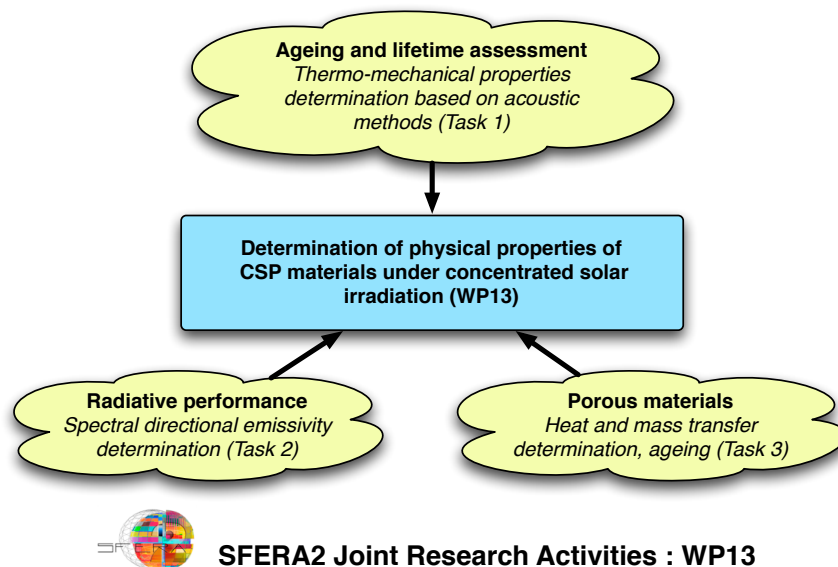 Ageing and lifetime assessment
Thermo-mechanical properties
determination based on acoustic
methods (Task 1)
Determination of physical properties of
CSP materials under concentrated solar
irradiation (WP13)
Radiative performance
Spectral directional emissivity
determination (Task 2)
Porous materials
Heat and mass transfer
determination, ageing (Task 3)
SFERA
SFERA2 Joint Research Activities : WP13